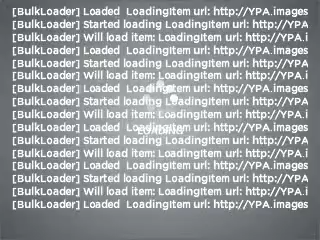 [BulkLoader] Loaded LoadingItem url: http://YPA.images
[BulkLoader] Started loading LoadingItem url: http://YPA
[BulkLoader] Will load item: LoadingItem url: http://YPA.i
[BulkLoader] Loaded LoadingItem url: http://YPA.images
[BulkLoader] Started loading LoadingItem url: http://YPA
[BulkLoader] Will load item: LoadingItem url: http://YPA.i
[BulkLoader] Loaded LoadingItem url: http://YPA.images
[BulkLoader] Started loading LoadingItem url: http://YPA
[BulkLoader] Will load item: LoadingItem url: http://YPA.i
[BulkLoader] Loaded LoadingItem url: http://YPA.images
LOADING
[BulkLoader] Started loading LoadingItem url: http://YPA
[BulkLoader] Will load item: LoadingItem url: http://YPA.i
[BulkLoader] Loaded LoadingItem url: http://YPA.images
[BulkLoader] Started loading LoadingItem url: http://YPA
[BulkLoader] Will load item: LoadingItem url: http://YPA.i
[BulkLoader] Loaded LoadingItem url: http://YPA.images